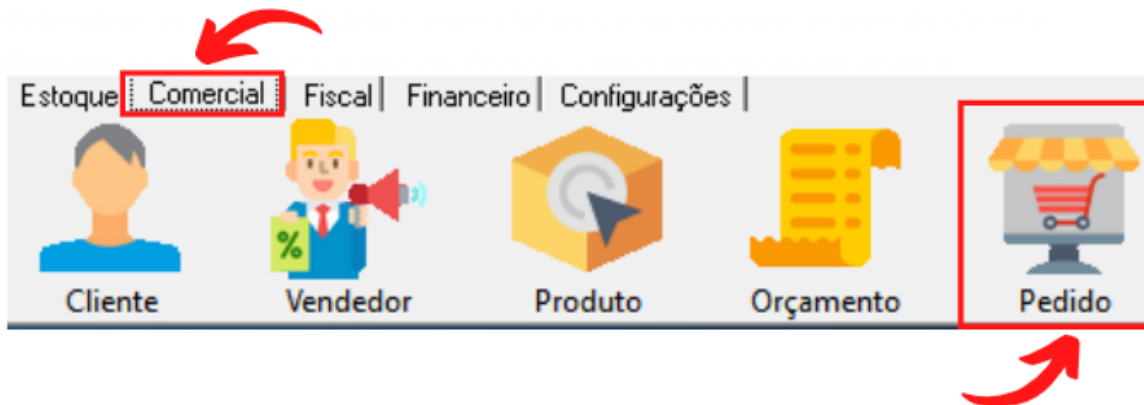 Estoque Comercial Fiscal Financeiro Configurações
%
Cliente Vendedor Produto Orçamento Pedido